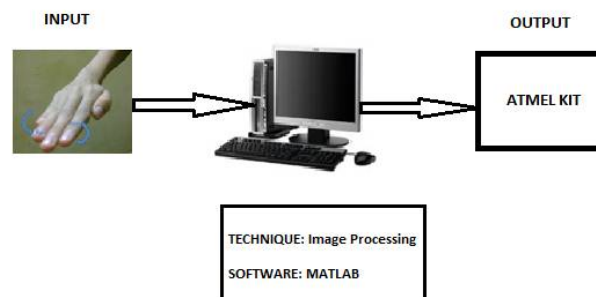 INPUT
OUTPUT
ATMEL KIT
TECHNIQUE: Image Processing
SOFTWARE: MATLAB